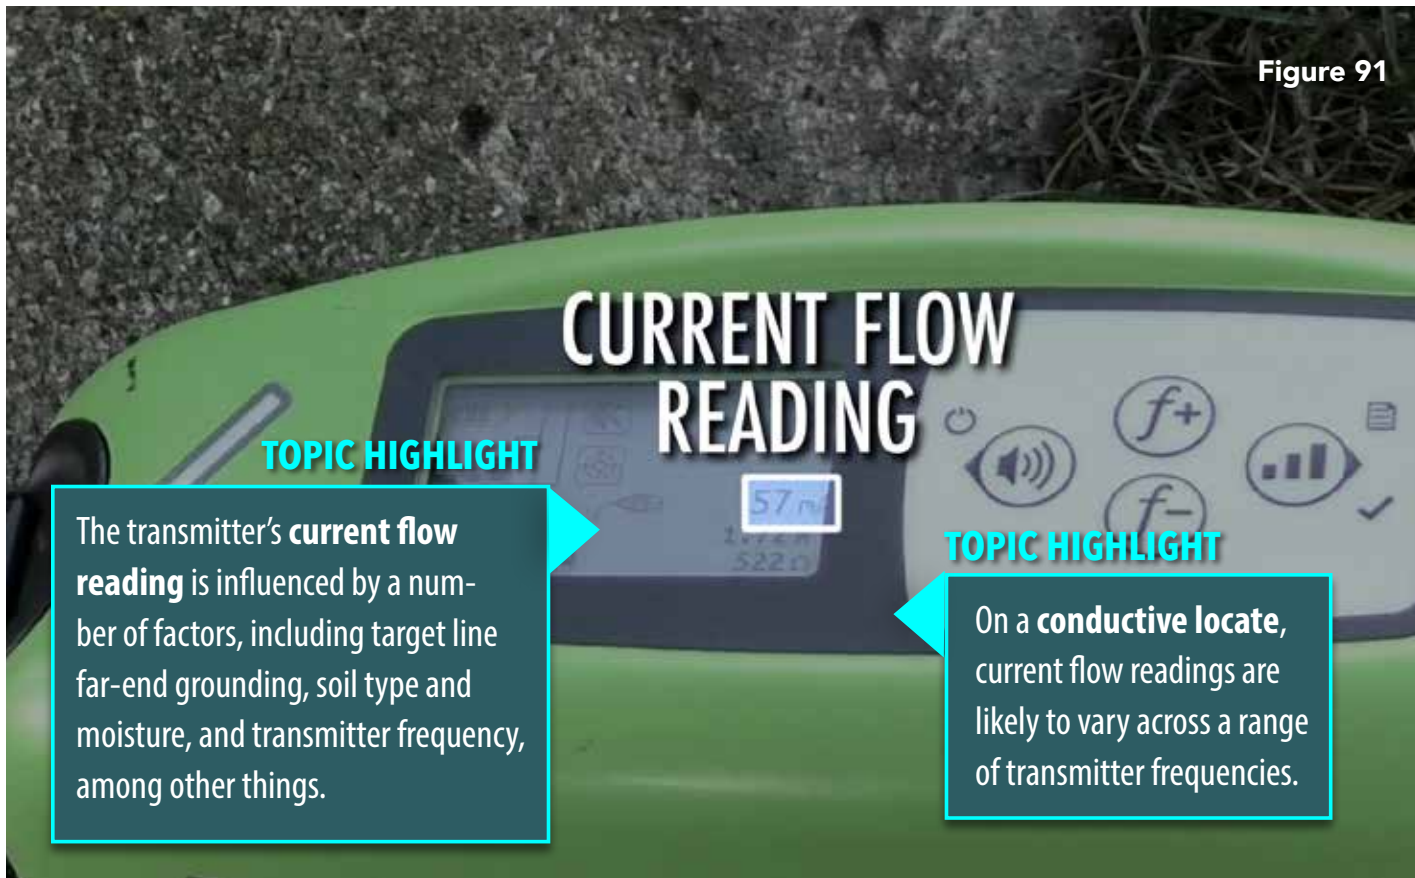 Figure 91
CURRENT FLOW
READING
TOPIC HIGHLIGHT
The transmitter’s current flow
reading is influenced by a num-
ber of factors, including target line
far-end grounding, soil type and
moisture, and transmitter frequency,
among other things.
57
522Ω
f+
f-
TOPIC HIGHLIGHT
On a conductive locate,
current flow readings are
likely to vary across a range
of transmitter frequencies.